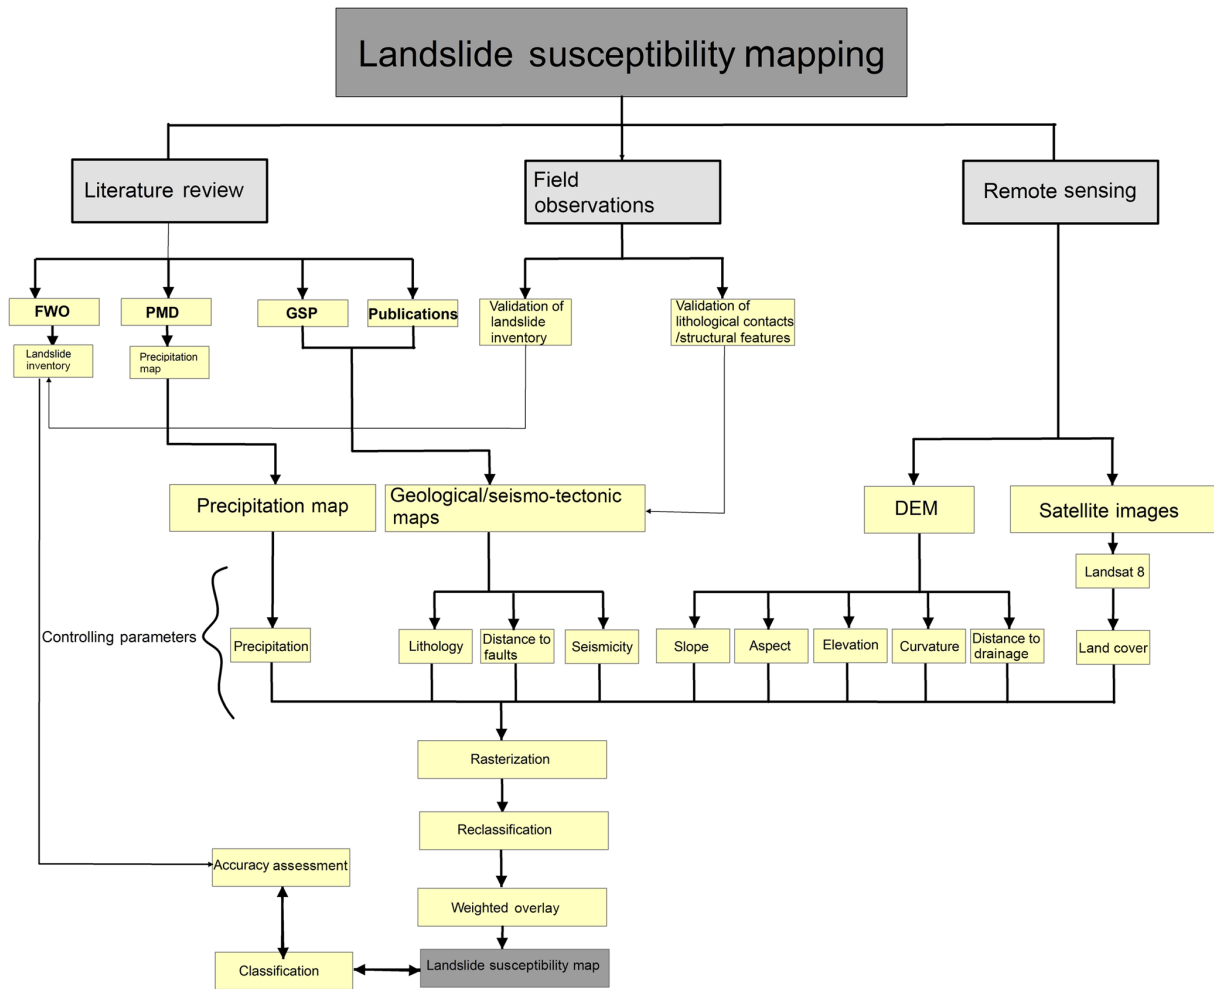 Landslide susceptibility mapping
Literature review
Field
observations
Remote sensing
FWO
PMD
GSP
Publications
Validation of
landslide
inventory
Validation of
lithological contacts
/structural features
Landslide
inventory
Precipitation
map
Precipitation map
Geological/seismo-tectonic
maps
DEM
Satellite images
Landsat 8
Controlling parameters
Precipitation
Lithology
Distance to
faults
Seismicity
Slope
Aspect
Elevation
Curvature
Distance to
drainage
Land cover
Rasterization
Reclassification
Accuracy assessment
Weighted overlay
Classification
Landslide susceptibility map